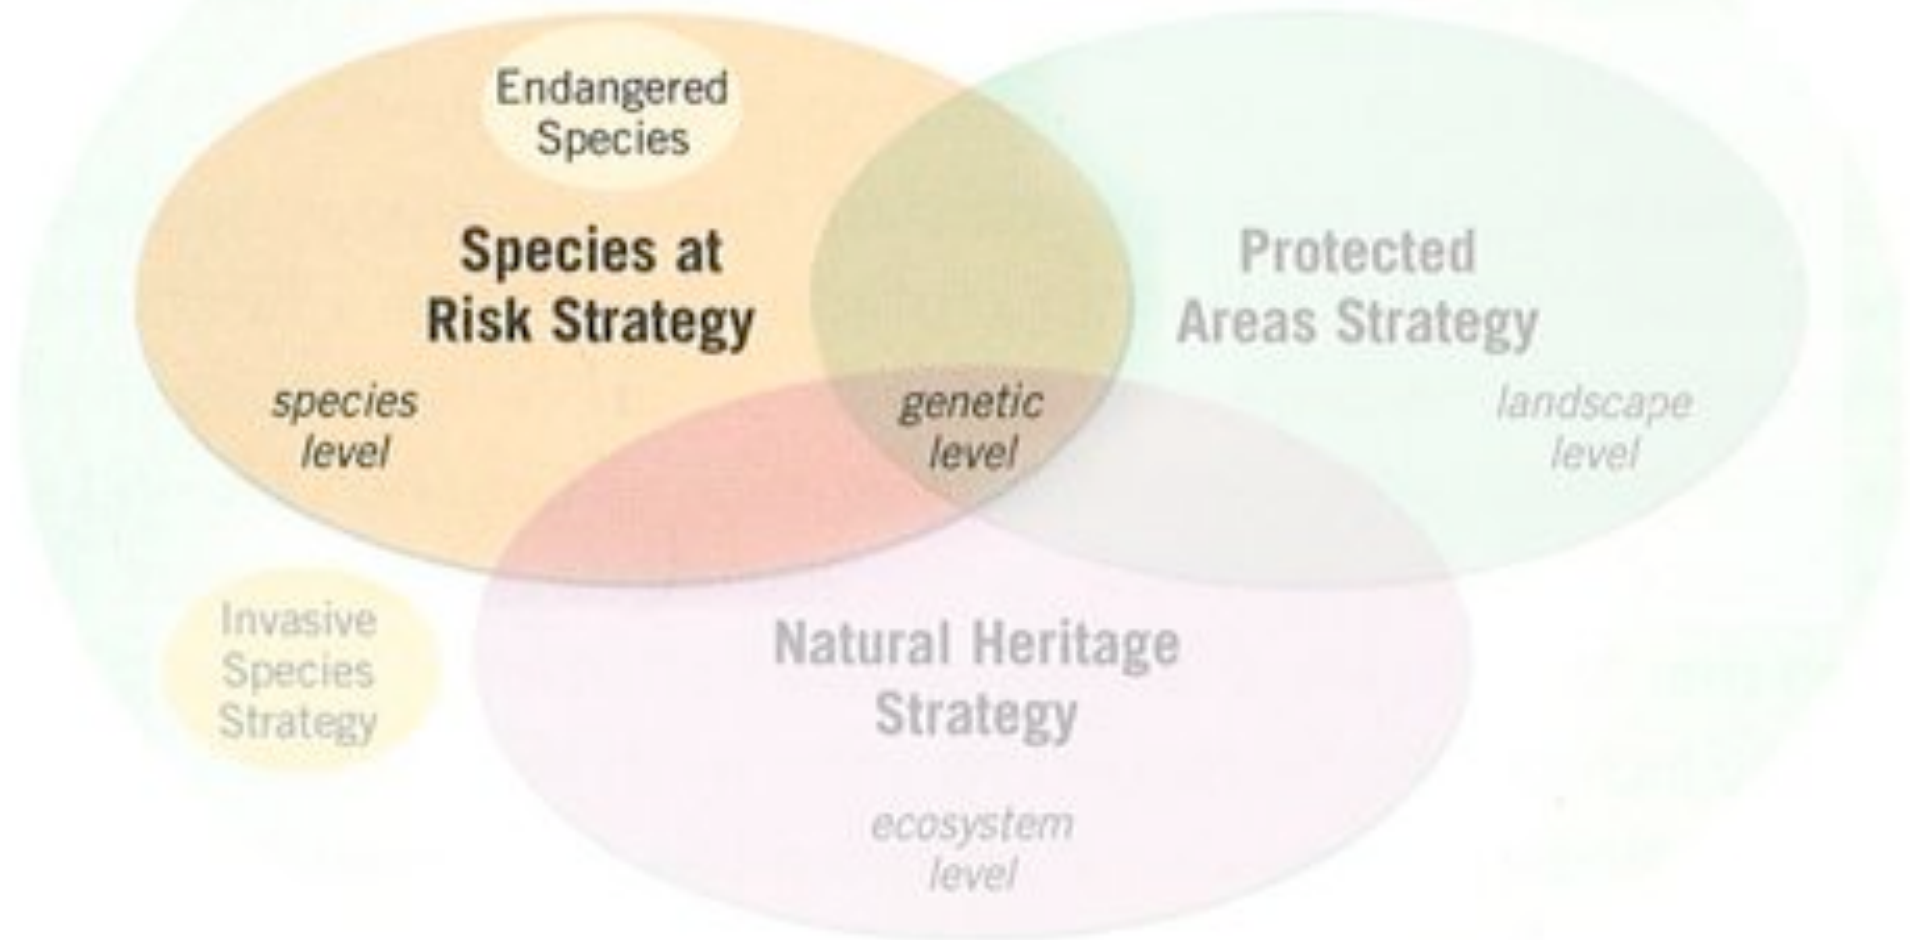 Endangered
Species
Species at
Risk Strategy
species
level
genetic
level
Protected
Areas Strategy
landscape
level
Invasive
Species
Strategy
Natural Heritage
Strategy
ecosystem
level